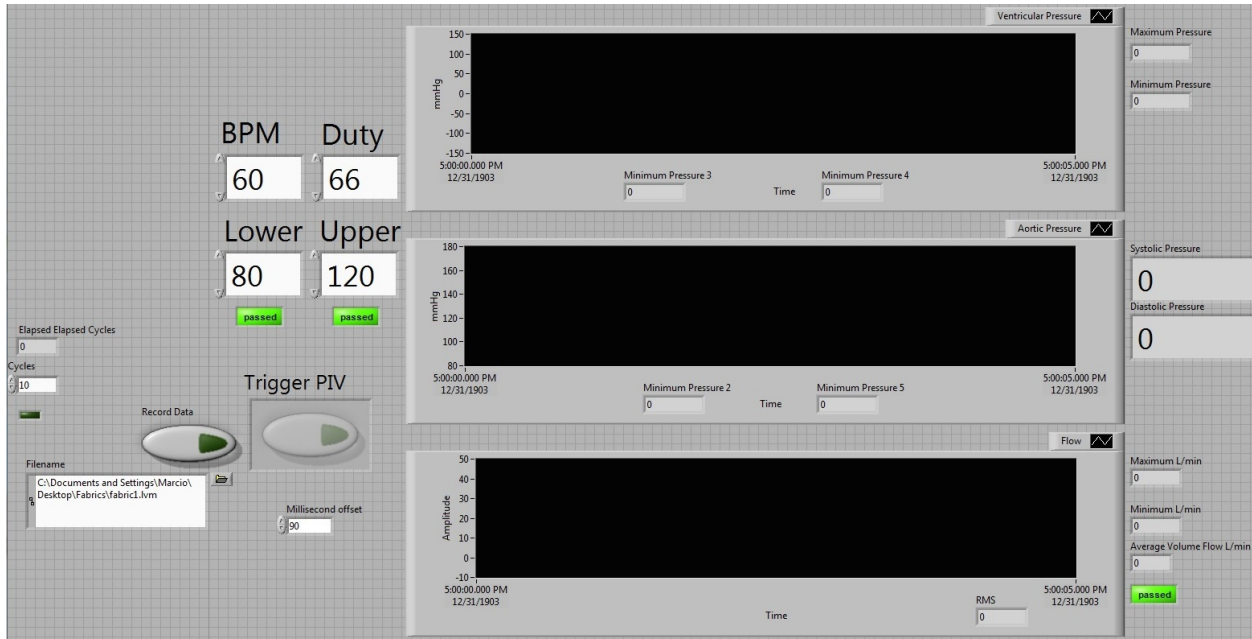 Ventricular Pressure
150
100
50
0
-50
-100
-150
mmHg
5:00:00.000 PM
12/31/1903
5:00:05.000 PM
12/31/1903
Minimum Pressure 3
0
Time
Minimum Pressure 4
0
Maximum Pressure
0
Minimum Pressure
0
BPM Duty
60 66
Lower Upper
80 120
passed passed
Aortic Pressure
180
160
140
120
100
80
mmHg
5:00:00.000 PM
12/31/1903
5:00:05.000 PM
12/31/1903
Minimum Pressure 2
0
Time
Minimum Pressure 5
0
Systolic Pressure
0
Diastolic Pressure
0
Elapsed Elapsed Cycles
0
Cycles
10
Trigger PIV
Record Data
Filename
C:\Documents and Settings\Marcio\
Desktop\Fabrics\fabric1.lvm
Millisecond offset
90
Flow
50
40
30
20
10
0
-10
Amplitude
5:00:00.000 PM
12/31/1903
5:00:05.000 PM
12/31/1903
Time
RMS
0
Maximum L/min
0
Minimum L/min
0
Average Volume Flow L/min
0
passed